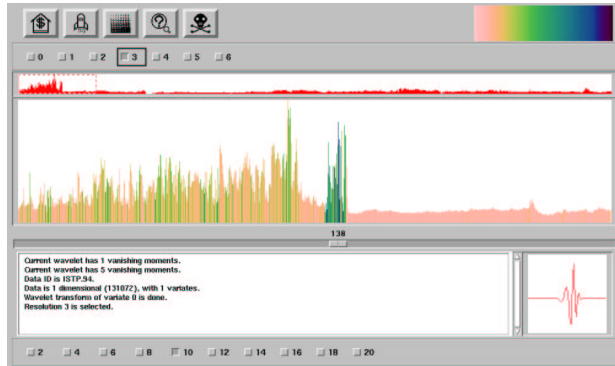 0 1 2 3 4 5 6
138
Current wavelet has 1 vanishing moments.
Current wavelet has 5 vanishing moments.
Data ID is ISTP.94.
Data is 1 dimensional (131072), with 1 variates.
Wavelet transform of variate 0 is done.
Resolution 3 is selected.
2 4 6 8 10 12 14 16 18 20